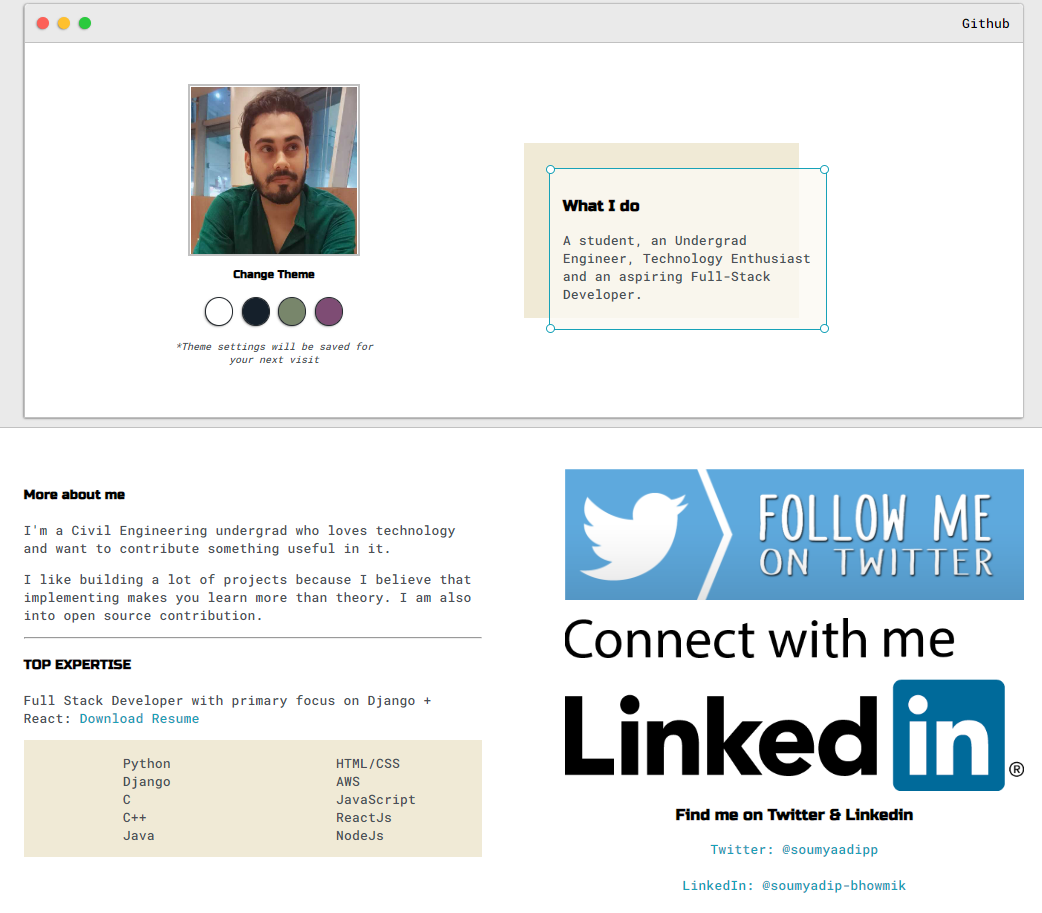 Github
Change Theme
*Theme settings will be saved for
your next visit
What I do
A student, an Undergrad
Engineer, Technology Enthusiast
and an aspiring Full-Stack
Developer.
More about me
I'm a Civil Engineering undergrad who loves technology
and want to contribute something useful in it.
I like building a lot of projects because I believe that
implementing makes you learn more than theory. I am also
into open source contribution.
TOP EXPERTISE
Full Stack Developer with primary focus on Django +
React: Download Resume
Python
Django
C
C++
Java
HTML/CSS
AWS
JavaScript
ReactJs
NodeJs
FOLLOW ME
ON TWITTER
Connect with me
Linked in ®
Find me on Twitter & Linkedin
Twitter: @soumyaadipp
LinkedIn: @soumyadip-bhowmik